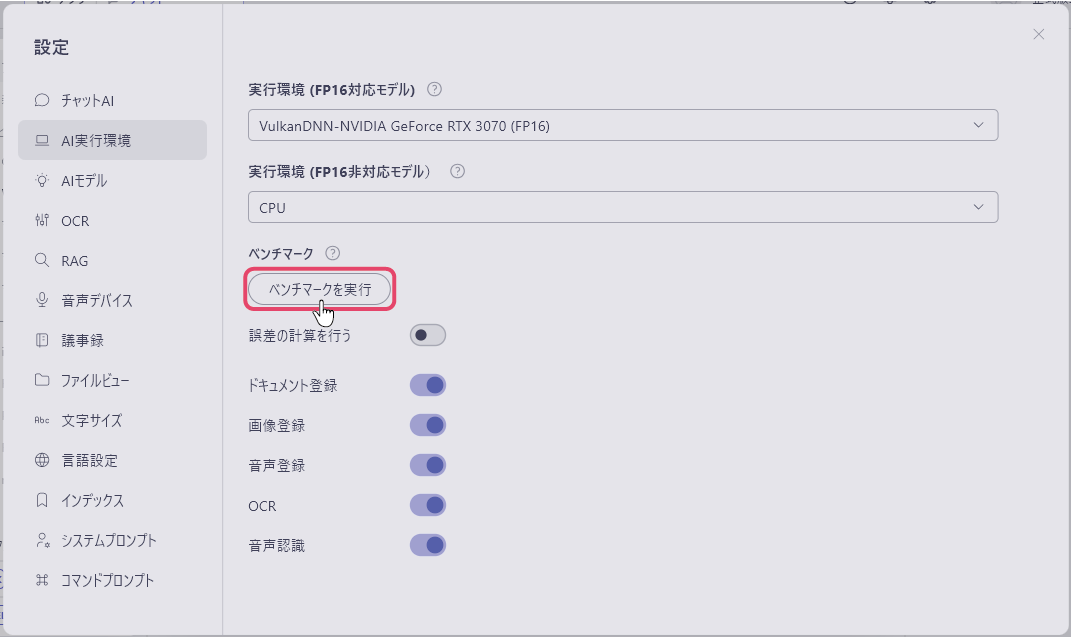 設定
チャットAI
AI実行環境
AIモデル
OCR
RAG
音声デバイス
議事録
ファイルビュー
Abc 文字サイズ
言語設定
インデックス
システムプロンプト
コマンドプロンプト
実行環境 (FP16対応モデル) ?
VulkanDNN-NVIDIA GeForce RTX 3070 (FP16)
実行環境 (FP16非対応モデル） ?
CPU
ベンチマーク ?
ベンチマークを実行
誤差の計算を行う
ドキュメント登録
画像登録
音声登録
OCR
音声認識